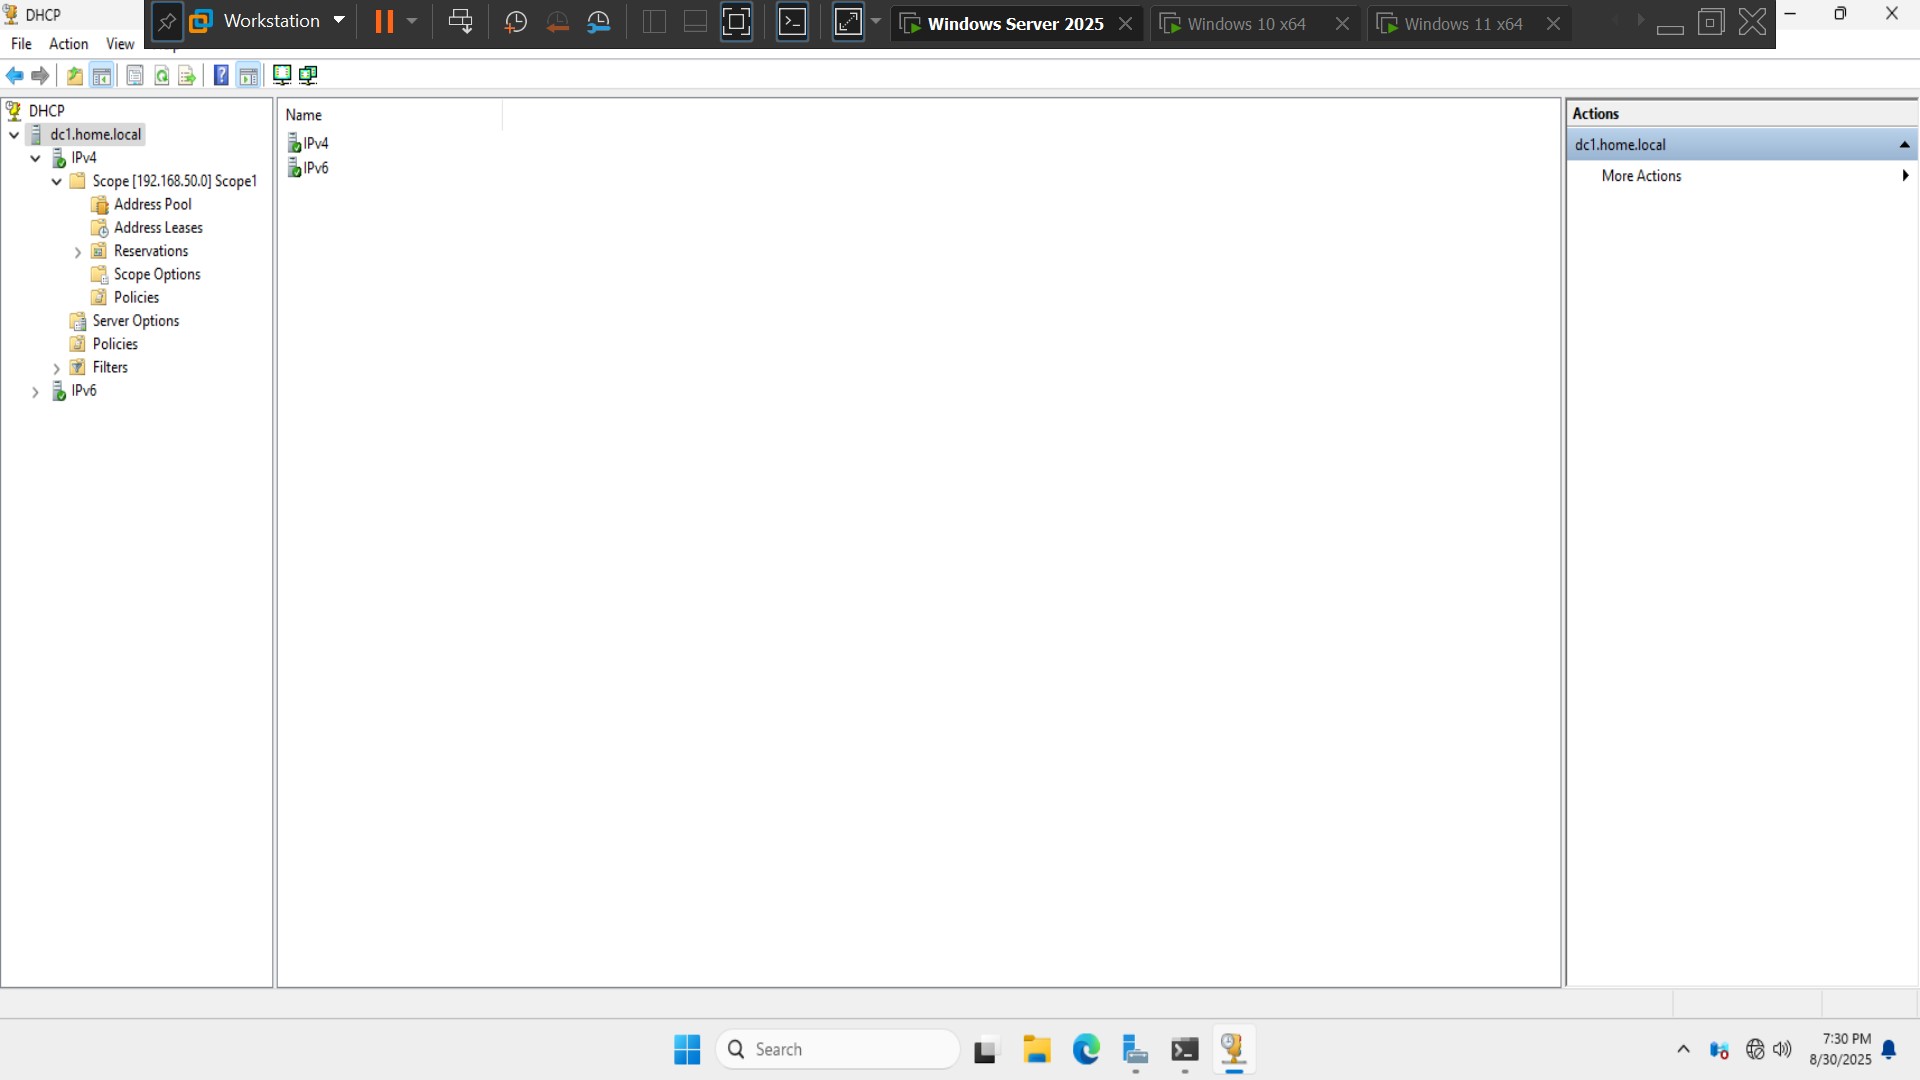 DHCP
Workstation
Windows Server 2025
Windows 10 x64
Windows 11 x64
File Action View
DHCP
dc1.home.local
IPv4
Scope [192.168.50.0] Scope1
Address Pool
Address Leases
Reservations
Scope Options
Policies
Server Options
Policies
Filters
IPv6
Name
IPv4
IPv6
Actions
dc1.home.local
More Actions
Search
7:30 PM
8/30/2025